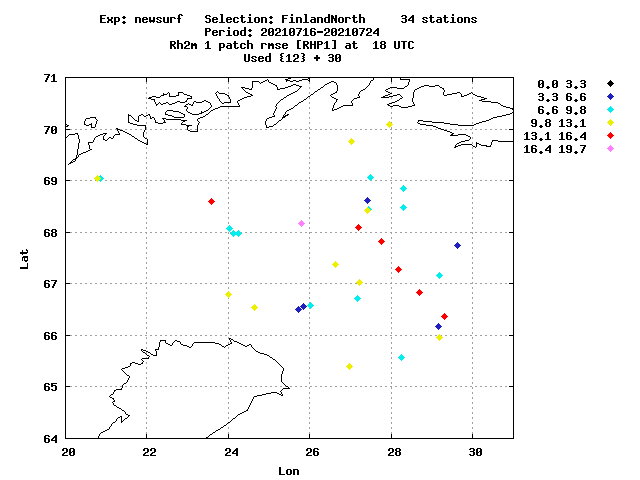 Exp: newsurf   Selection: FinlandNorth     34 stations
Period: 20210716-20210724
Rh2m 1 patch rmse [RHP1] at  18 UTC
Used {12} + 30
0.0 3.3
3.3 6.6
6.6 9.8
9.8 13.1
13.1 16.4
16.4 19.7
71
70
69
68
67
66
65
64
Lat
20 22 24 26 28 30
Lon